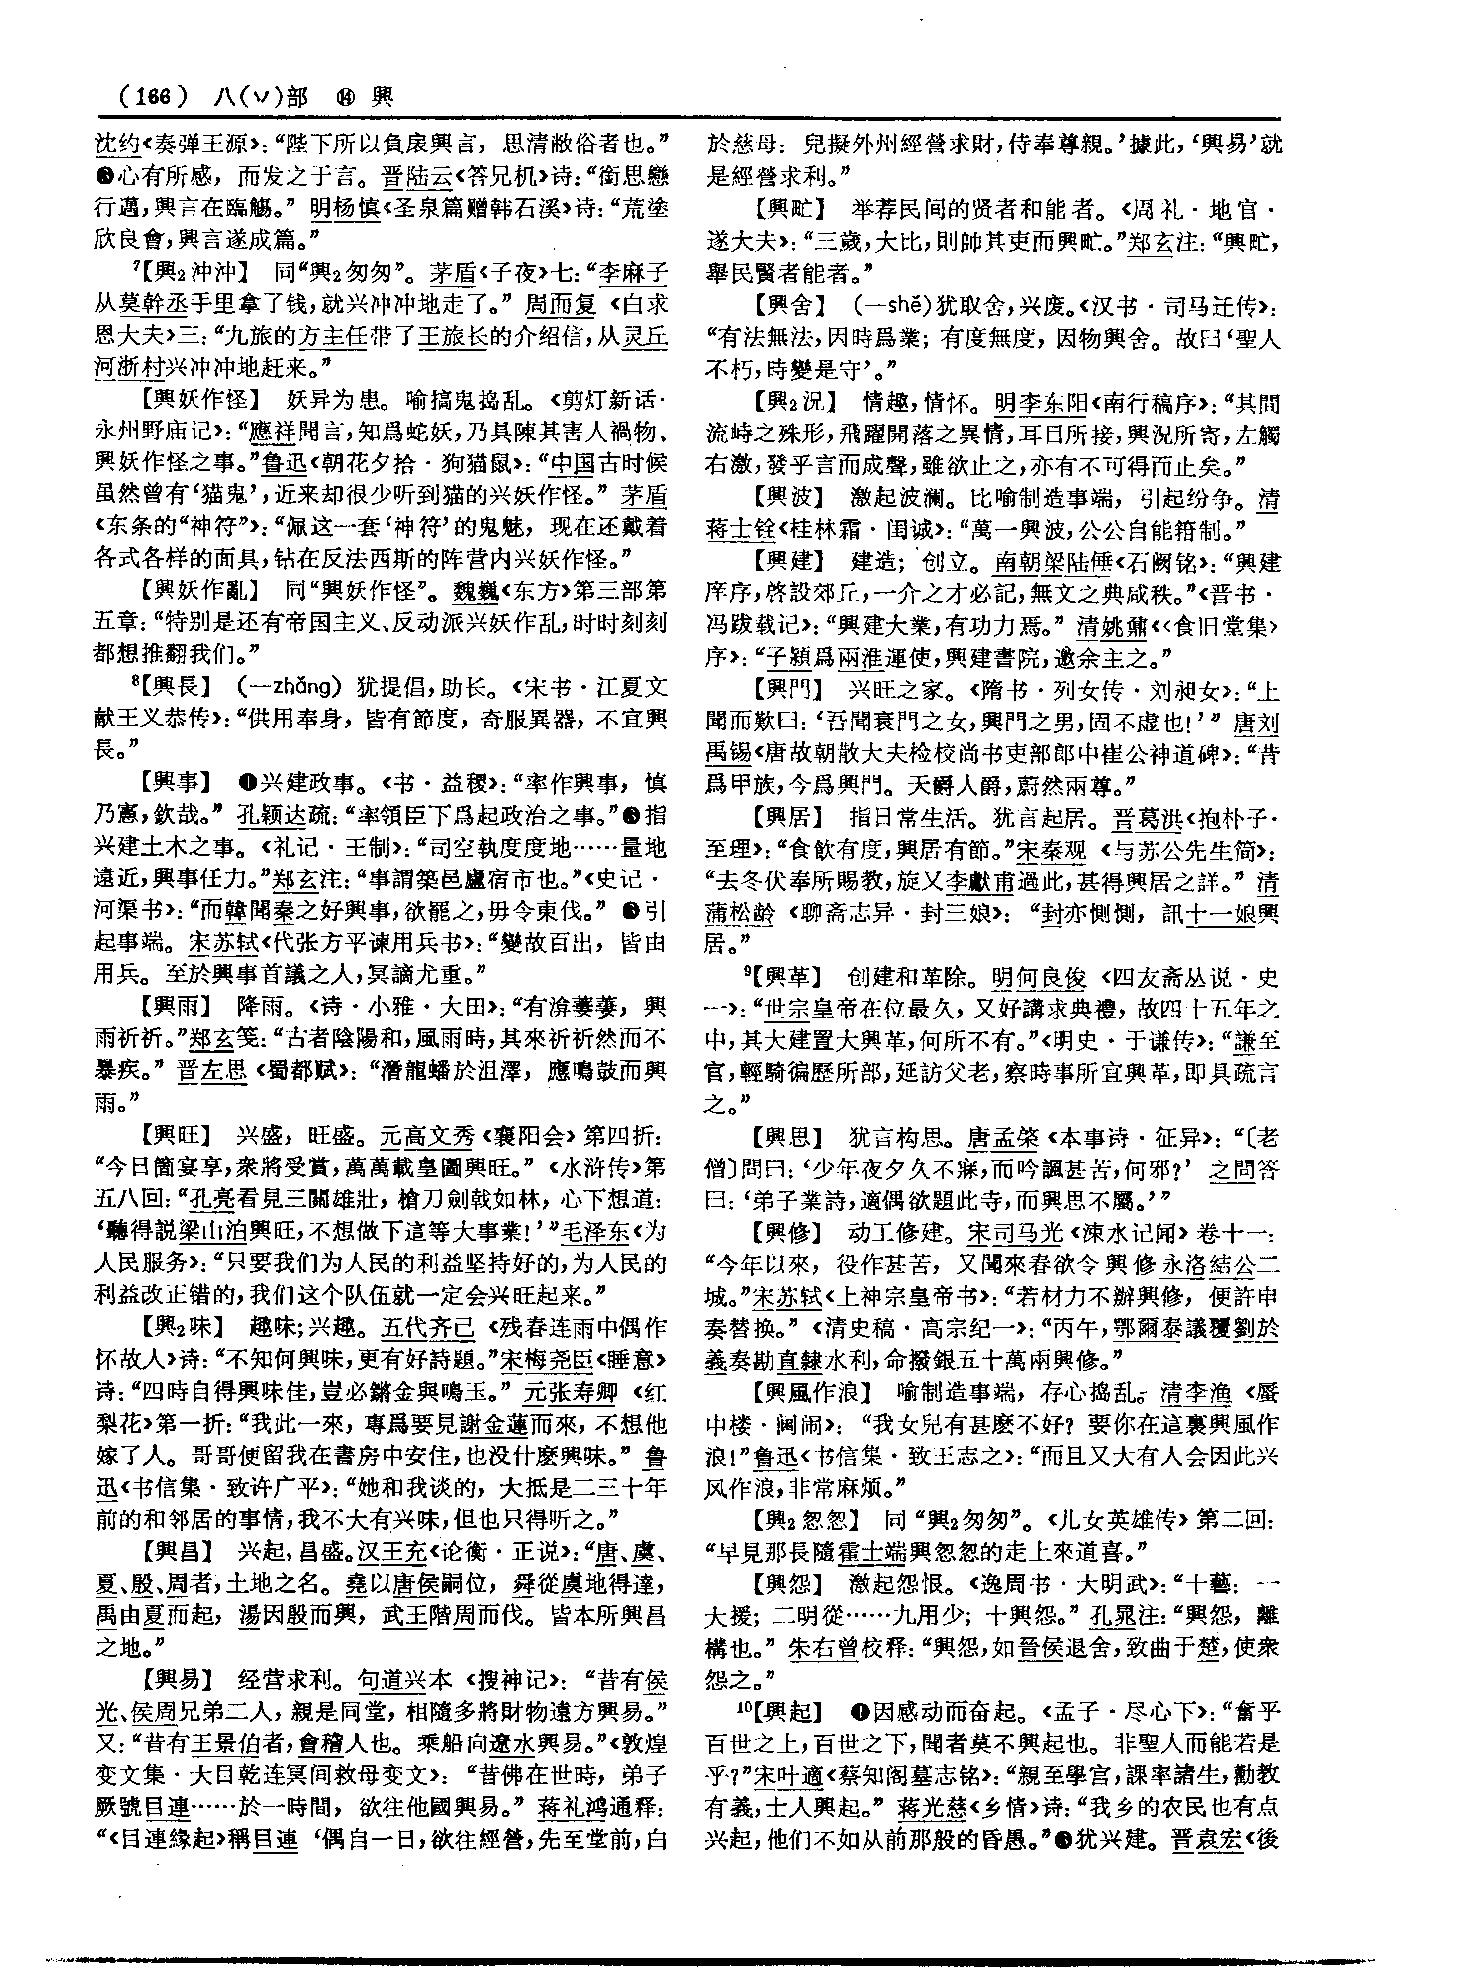 (166) 八(丷)部 ⑭ 興
沈约《奏弹王源》：“陛下所以負扆興言，思清敝俗者也。”
❸心有所感，而发之于言。晋陆云《答兄机》诗：“銜思戀
行邁，興言在臨觴。”明杨慎《圣泉篇赠韩石溪》诗：“荒塗
欣良會，興言遂成篇。”
⁷【興₂沖沖】 同“興₂匆匆”。茅盾《子夜》七：“李麻子
从莫幹丞手里拿了钱，就兴冲冲地走了。”周而复《白求
恩大夫》三：“九旅的方主任带了王旅长的介绍信，从灵丘
河浙村兴冲冲地赶来。”
【興妖作怪】 妖异为患。喻搞鬼捣乱。《剪灯新话·
永州野庙记》：“應祥聞言，知爲蛇妖，乃具陳其害人禍物、
興妖作怪之事。”鲁迅《朝花夕拾·狗猫鼠》：“中国古时候
虽然曾有‘猫鬼’，近来却很少听到猫的兴妖作怪。”茅盾
《东条的“神符”》：“佩这一套‘神符’的鬼魅，现在还戴着
各式各样的面具，钻在反法西斯的阵营内兴妖作怪。”
【興妖作亂】 同“興妖作怪”。魏巍《东方》第三部第
五章：“特别是还有帝国主义、反动派兴妖作乱，时时刻刻
都想推翻我们。”
⁸【興長】 （—zhǎng）犹提倡，助长。《宋书·江夏文
献王义恭传》：“供用奉身，皆有節度，奇服異器，不宜興
長。”
【興事】 ❶兴建政事。《书·益稷》：“率作興事，慎
乃憲，欽哉。”孔颖达疏：“率領臣下爲起政治之事。”❷指
兴建土木之事。《礼记·王制》：“司空執度度地……量地
遠近，興事任力。”郑玄注：“事謂築邑廬宿市也。”《史记·
河渠书》：“而韓聞秦之好興事，欲罷之，毋令東伐。”❸引
起事端。宋苏轼《代张方平谏用兵书》：“變故百出，皆由
用兵。至於興事首議之人，冥謫尤重。”
【興雨】 降雨。《诗·小雅·大田》：“有渰萋萋，興
雨祈祈。”郑玄笺：“古者陰陽和，風雨時，其來祈祈然而不
暴疾。”晋左思《蜀都赋》：“潛龍蟠於沮澤，應鳴鼓而興
雨。”
【興旺】 兴盛；旺盛。元高文秀《襄阳会》第四折：
“今日箇宴享，衆將受賞，萬萬載皇圖興旺。”《水浒传》第
五八回：“孔亮看見三關雄壯，槍刀劍戟如林，心下想道：
‘聽得説梁山泊興旺，不想做下這等大事業！’”毛泽东《为
人民服务》：“只要我们为人民的利益坚持好的，为人民的
利益改正错的，我们这个队伍就一定会兴旺起来。”
【興₂味】 趣味；兴趣。五代齐己《残春连雨中偶作
怀故人》诗：“不知何興味，更有好詩題。”宋梅尧臣《睡意》
诗：“四時自得興味佳，豈必鏘金與鳴玉。”元张寿卿《红
梨花》第一折：“我此一來，專爲要見謝金蓮而來，不想他
嫁了人。哥哥便留我在書房中安住，也没什麽興味。”鲁
迅《书信集·致许广平》：“她和我谈的，大抵是二三十年
前的和邻居的事情，我不大有兴味，但也只得听之。”
【興昌】 兴起，昌盛。汉王充《论衡·正说》：“唐、虞、
夏、殷、周者，土地之名。堯以唐侯嗣位，舜從虞地得達，
禹由夏而起，湯因殷而興，武王階周而伐。皆本所興昌
之地。”
【興易】 经营求利。句道兴本《搜神记》：“昔有侯
光、侯周兄弟二人，親是同堂，相隨多將財物遠方興易。”
又：“昔有王景伯者，會稽人也。乘船向遼水興易。”《敦煌
变文集·大目乾连冥间救母变文》：“昔佛在世時，弟子
厥號目連……於一時間，欲往他國興易。”蒋礼鸿通释：
“《目連緣起》稱目連‘偶自一日，欲往經營，先至堂前，白
於慈母：兒擬外州經營求財，侍奉尊親。’據此，‘興易’就
是經營求利。”
【興甿】 举荐民间的贤者和能者。《周礼·地官·
遂大夫》：“三歲，大比，則帥其吏而興甿。”郑玄注：“興甿，
舉民賢者能者。”
【興舍】 （—shě）犹取舍，兴废。《汉书·司马迁传》：
“有法無法，因時爲業；有度無度，因物興舍。故曰‘聖人
不朽，時變是守’。”
【興₂況】 情趣，情怀。明李东阳《南行稿序》：“其間
流峙之殊形，飛躍開落之異情，耳目所接，興況所寄，左觸
右激，發乎言而成聲，雖欲止之，亦有不可得而止矣。”
【興波】 激起波澜。比喻制造事端，引起纷争。清
蒋士铨《桂林霜·闺诫》：“萬一興波，公公自能箝制。”
【興建】 建造；创立。南朝梁陆倕《石阙铭》：“興建
庠序，啓設郊丘，一介之才必記，無文之典咸秩。”《晋书·
冯跋载记》：“興建大業，有功力焉。”清姚鼐《〈食旧堂集〉
序》：“子穎爲兩淮運使，興建書院，邀余主之。”
【興門】 兴旺之家。《隋书·列女传·刘昶女》：“上
聞而歎曰：‘吾聞衰門之女，興門之男，固不虚也！’”唐刘
禹锡《唐故朝散大夫检校尚书吏部郎中崔公神道碑》：“昔
爲甲族，今爲興門。天爵人爵，蔚然兩尊。”
【興居】 指日常生活。犹言起居。晋葛洪《抱朴子·
至理》：“食飲有度，興居有節。”宋秦观《与苏公先生简》：
“去冬伏奉所賜教，旋又李獻甫過此，甚得興居之詳。”清
蒲松龄《聊斋志异·封三娘》：“封亦惻惻，訊十一娘興
居。”
⁹【興革】 创建和革除。明何良俊《四友斋丛说·史
一》：“世宗皇帝在位最久，又好講求典禮，故四十五年之
中，其大建置大興革，何所不有。”《明史·于谦传》：“謙至
官，輕騎徧歷所部，延訪父老，察時事所宜興革，即具疏言
之。”
【興思】 犹言构思。唐孟棨《本事诗·征异》：“〔老
僧〕問曰：‘少年夜夕久不寐，而吟諷甚苦，何邪？’之問答
曰：‘弟子業詩，適偶欲題此寺，而興思不屬。’”
【興修】 动工修建。宋司马光《涑水记闻》卷十一：
“今年以來，役作甚苦，又聞來春欲令興修永洛結公二
城。”宋苏轼《上神宗皇帝书》：“若材力不辦興修，便許申
奏替换。”《清史稿·高宗纪一》：“丙午，鄂爾泰議覆劉於
義奏勘直隸水利，命撥銀五十萬兩興修。”
【興風作浪】 喻制造事端，存心捣乱。清李渔《蜃
中楼·阃闹》：“我女兒有甚麽不好？要你在這裏興風作
浪！”鲁迅《书信集·致王志之》：“而且又大有人会因此兴
风作浪，非常麻烦。”
【興₂怱怱】 同“興₂匆匆”。《儿女英雄传》第二回：
“早見那長隨霍士端興怱怱的走上來道喜。”
【興怨】 激起怨恨。《逸周书·大明武》：“十藝：一
大援；二明從……九用少；十興怨。”孔晁注：“興怨，離
構也。”朱右曾校释：“興怨，如晉侯退舍，致曲于楚，使衆
怨之。”
¹⁰【興起】 ❶因感动而奋起。《孟子·尽心下》：“奮乎
百世之上，百世之下，聞者莫不興起也。非聖人而能若是
乎？”宋叶適《蔡知阁墓志铭》：“親至學宫，課率諸生，勸教
有義，士人興起。”蒋光慈《乡情》诗：“我乡的农民也有点
兴起，他们不如从前那般的昏愚。”❷犹兴建。晋袁宏《後